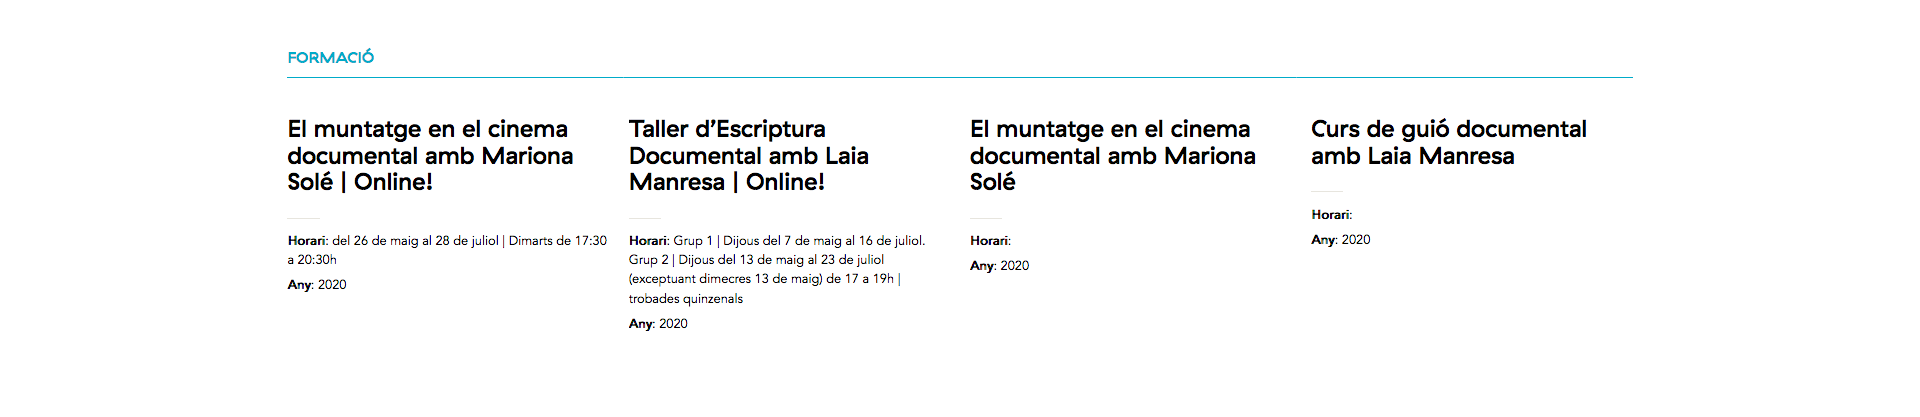 FORMACIÓ
El muntatge en el cinema
documental amb Mariona
Solé | Online!
Horari: del 26 de maig al 28 de juliol | Dimarts de 17:30
a 20:30h
Any: 2020
Taller d’Escriptura
Documental amb Laia
Manresa | Online!
Horari: Grup 1 | Dijous del 7 de maig al 16 de juliol.
Grup 2 | Dijous del 13 de maig al 23 de juliol
(exceptuant dimecres 13 de maig) de 17 a 19h |
trobades quinzenals
Any: 2020
El muntatge en el cinema
documental amb Mariona
Solé
Horari:
Any: 2020
Curs de guió documental
amb Laia Manresa
Horari:
Any: 2020